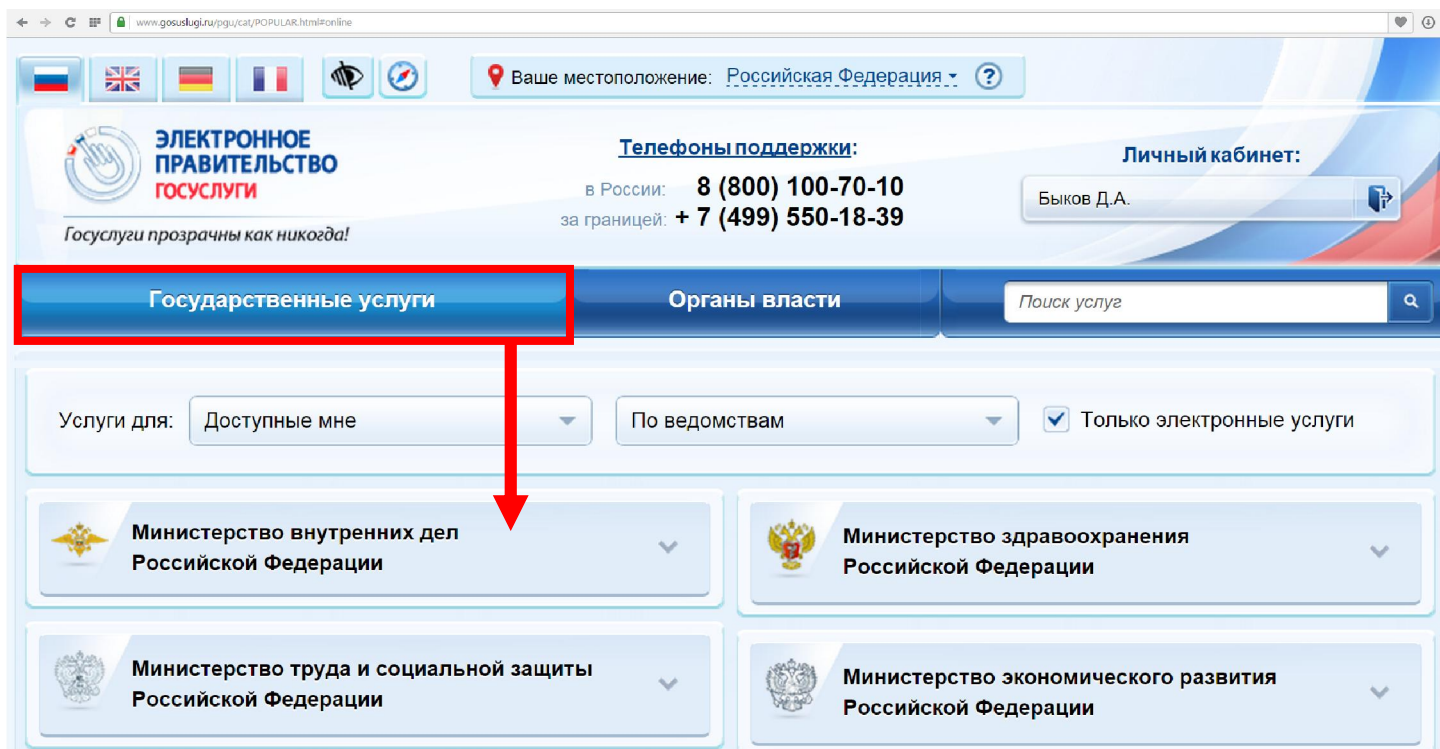 www.gosuslugi.ru/pgu/cat/POPULAR.html#online
Ваше местоположение: Российская Федерация ?
ЭЛЕКТРОННОЕ
ПРАВИТЕЛЬСТВО
ГОСУСЛУГИ
Госуслуги прозрачны как никогда!
Телефоны поддержки:
в России: 8 (800) 100-70-10
за границей: + 7 (499) 550-18-39
Личный кабинет:
Быков Д.А.
Государственные услуги
Органы власти
Поиск услуг
Услуги для: Доступные мне
По ведомствам
Только электронные услуги
Министерство внутренних дел
Российской Федерации
Министерство здравоохранения
Российской Федерации
Министерство труда и социальной защиты
Российской Федерации
Министерство экономического развития
Российской Федерации